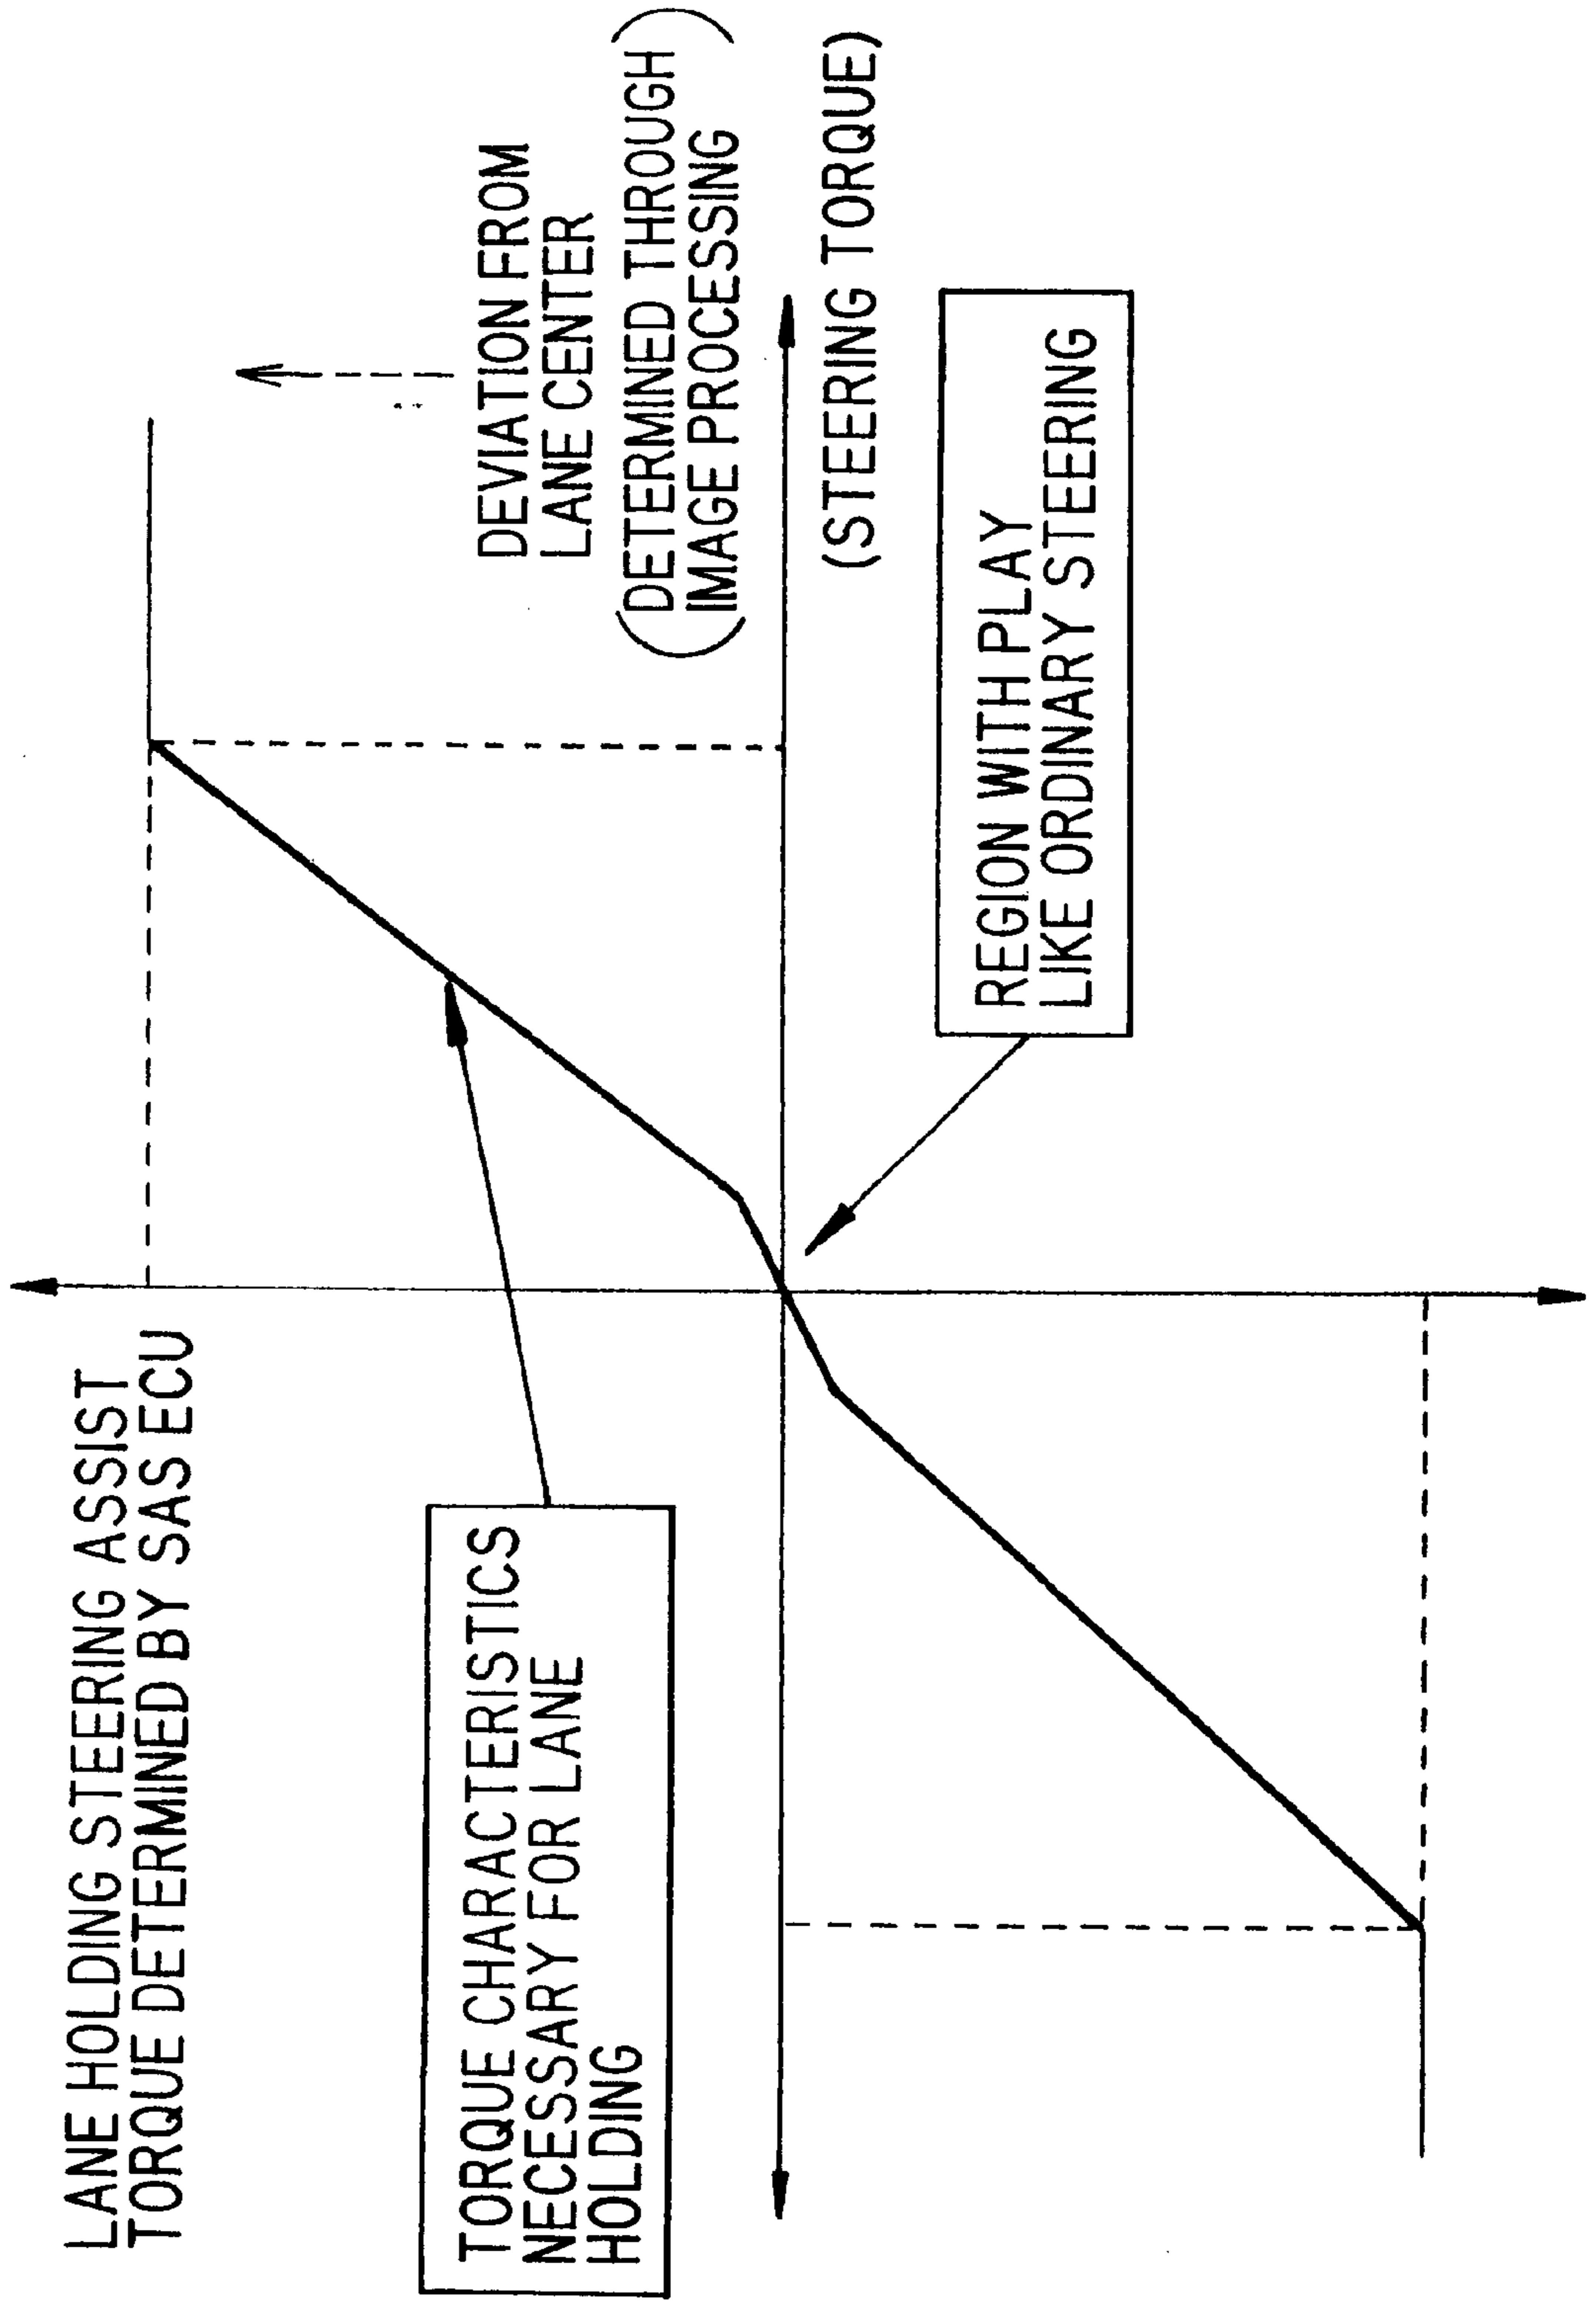 LANE HOLDING STEERING ASSIST
TORQUE DETERMINED BY SAS ECU
TORQUE CHARACTERISTICS
NECESSARY FOR LANE
HOLDING
DEVIATION FROM
LANE CENTER
(DETERMINED THROUGH
IMAGE PROCESSING)
(STEERING TORQUE)
REGION WITH PLAY
LIKE ORDINARY STEERING